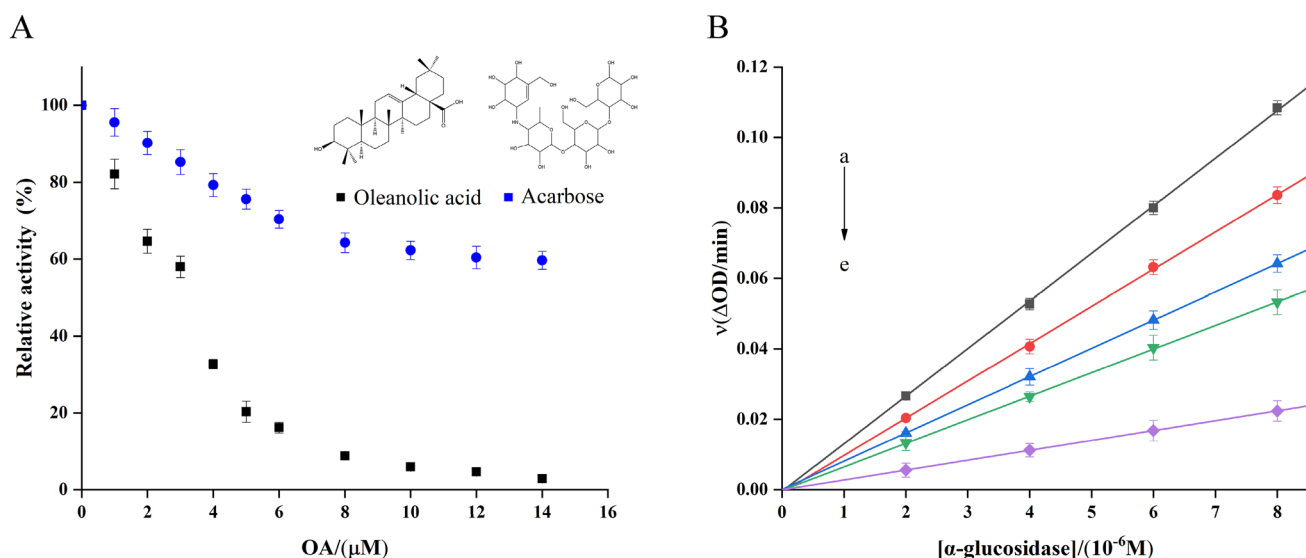 A
Relative activity (%)
100
80
60
40
20
0
0 2 4 6 8 10 12 14 16
OA/(μM)
Oleanolic acid
Acarbose
B
ν(ΔOD/min)
0.12
0.10
0.08
0.06
0.04
0.02
0.00
a
e
0 1 2 3 4 5 6 7 8
[α-glucosidase]/(10⁻⁶M)